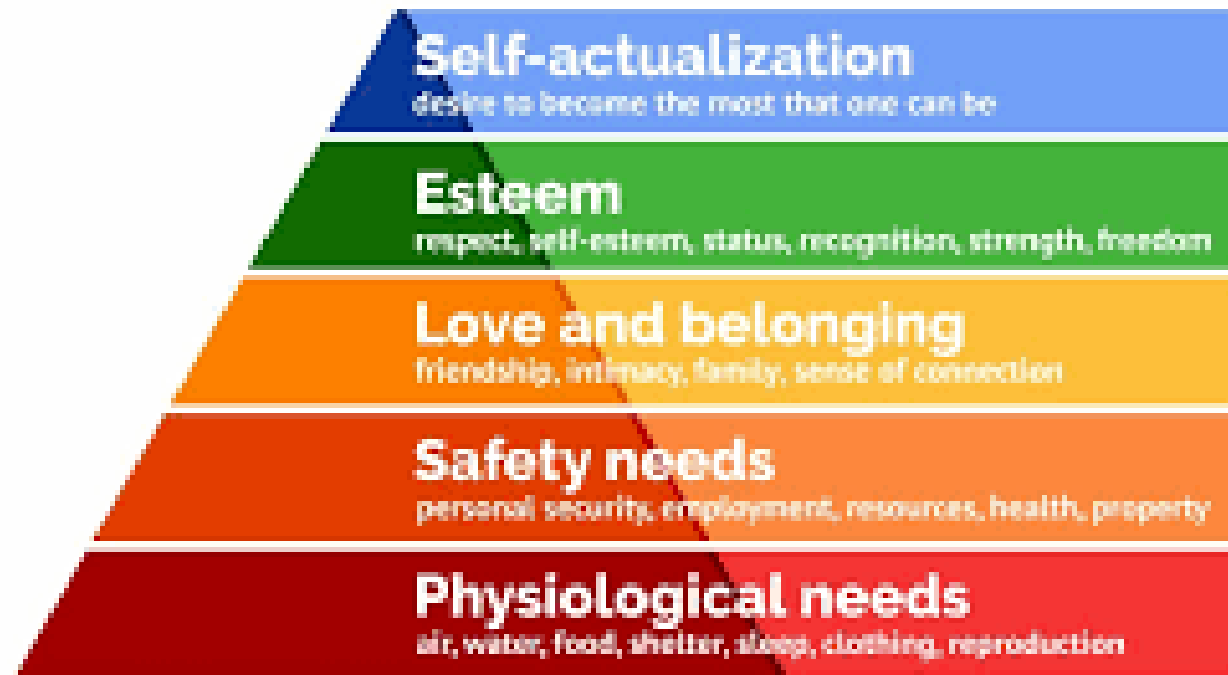 Self-actualization
desire to become the most that one can be
Esteem
respect, self-esteem, status, recognition, strength, freedom
Love and belonging
friendship, intimacy, family, sense of connection
Safety needs
personal security, employment, resources, health, property
Physiological needs
air, water, food, shelter, sleep, clothing, reproduction